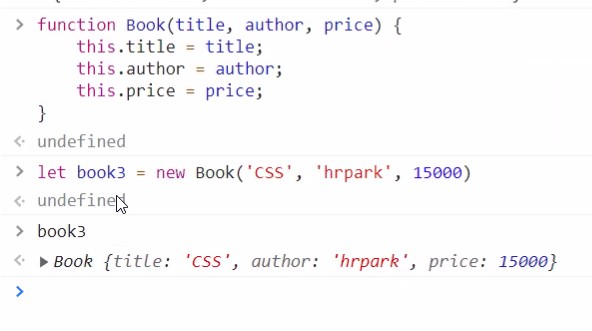 > function Book(title, author, price) {
this.title = title;
this.author = author;
this.price = price;
}
<· undefined
> let book3 = new Book('CSS', 'hrpark', 15000)
<· undefined
> book3
<· ▶ Book {title: 'CSS', author: 'hrpark', price: 15000}
>